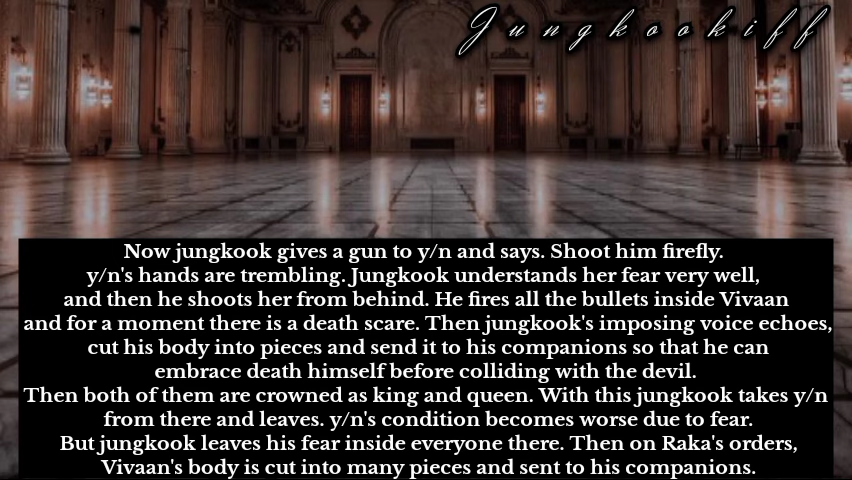 Jungkookiff
Now jungkook gives a gun to y/n and says. Shoot him firefly.
y/n's hands are trembling. Jungkook understands her fear very well,
and then he shoots her from behind. He fires all the bullets inside Vivaan
and for a moment there is a death scare. Then jungkook's imposing voice echoes,
cut his body into pieces and send it to his companions so that he can
embrace death himself before colliding with the devil.
Then both of them are crowned as king and queen. With this jungkook takes y/n
from there and leaves. y/n's condition becomes worse due to fear.
But jungkook leaves his fear inside everyone there. Then on Raka's orders,
Vivaan's body is cut into many pieces and sent to his companions.